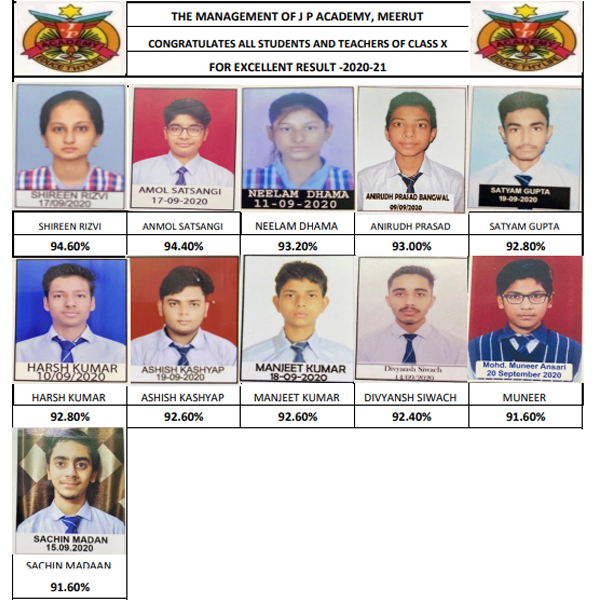 THE MANAGEMENT OF J P ACADEMY, MEERUT
CONGRATULATES ALL STUDENTS AND TEACHERS OF CLASS X
FOR EXCELLENT RESULT -2020-21
J P
ACADEMY
J P
ACADEMY
SHIREEN RIZVI
17/09/2020
AMOL SATSANGI
17-09-2020
NEELAM DHAMA
11-09-2020
ANIRUDH PRASAD BANGWAL
09/09/2020
SATYAM GUPTA
19-09-2020
SHIREEN RIZVI
ANMOL SATSANGI
NEELAM DHAMA
ANIRUDH PRASAD
SATYAM GUPTA
94.60%
94.40%
93.20%
93.00%
92.80%
HARSH KUMAR
10/09/2020
ASHISH KASHYAP
19-09-2020
MANJEET KUMAR
18-09-2020
Divyansh Siwach
14/09/2020
Mohd. Muneer Ansari
20 September 2020
HARSH KUMAR
ASHISH KASHYAP
MANJEET KUMAR
DIVYANSH SIWACH
MUNEER
92.80%
92.60%
92.60%
92.40%
91.60%
SACHIN MADAN
15.09.2020
SACHIN MADAAN
91.60%